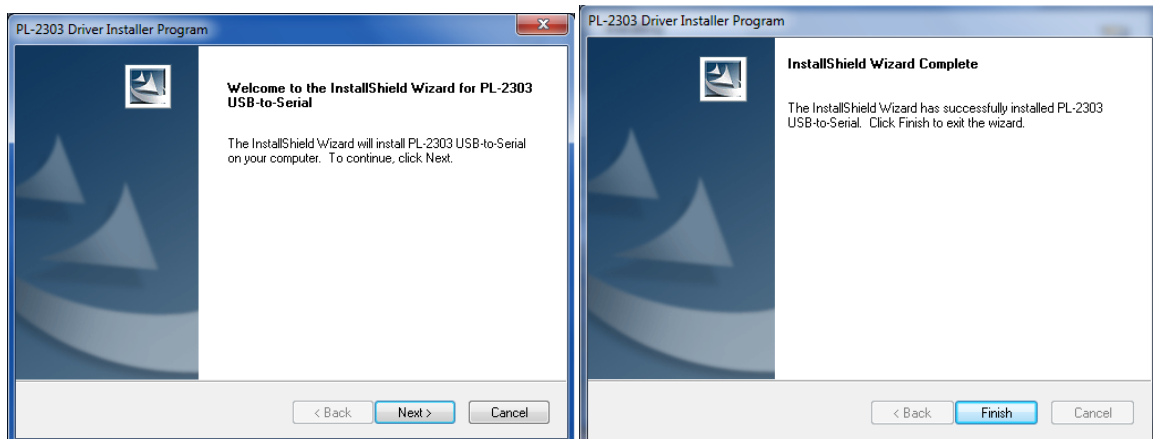 PL-2303 Driver Installer Program
Welcome to the InstallShield Wizard for PL-2303
USB-to-Serial
The InstallShield Wizard will install PL-2303 USB-to-Serial
on your computer. To continue, click Next.
< Back
Next >
Cancel
PL-2303 Driver Installer Program
InstallShield Wizard Complete
The InstallShield Wizard has successfully installed PL-2303
USB-to-Serial. Click Finish to exit the wizard.
< Back
Finish
Cancel